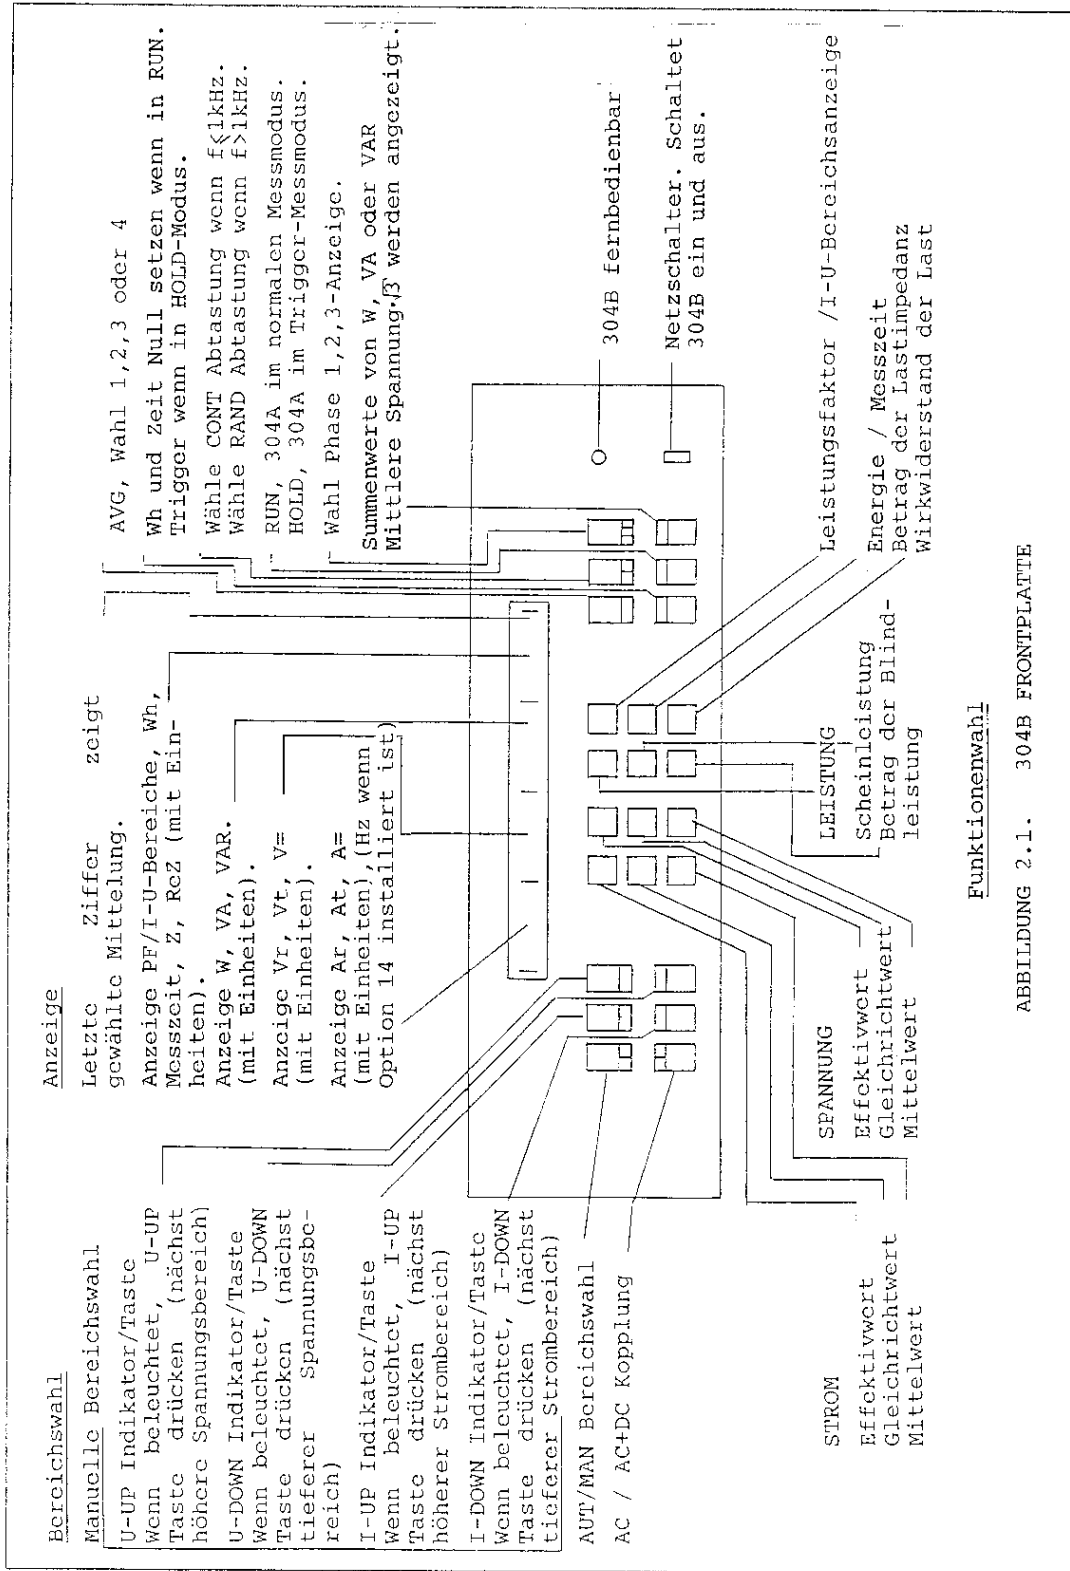 Bereichswahl
Manuelle Bereichswahl
U-UP Indikator/Taste
Wenn beleuchtet, U-UP
Taste drücken (nächst
höhere Spannungsbereich)
U-DOWN Indikator/Taste
Wenn beleuchtet, U-DOWN
Taste drücken (nächst
tieferer Spannungsbe-
reich)
I-UP Indikator/Taste
Wenn beleuchtet, I-UP
Taste drücken (nächst
höherer Strombereich)
I-DOWN Indikator/Taste
Wenn beleuchtet, I-DOWN
Taste drücken (nächst
tieferer Strombereich)
AUT/MAN Bereichswahl
AC / AC+DC Kopplung
Anzeige
Letzte Ziffer zeigt
gewählte Mittelung.
Anzeige PF/I-U-Bereiche, Wh,
Messzeit, Z, ReZ (mit Ein-
heiten).
Anzeige W, VA, VAR.
(mit Einheiten).
Anzeige Vr, Vt, V=
(mit Einheiten).
Anzeige Ar, At, A=
(mit Einheiten),(Hz wenn
Option 14 installiert ist)
AVG, Wahl 1,2,3 oder 4
Wh und Zeit Null setzen wenn in RUN.
Trigger wenn in HOLD-Modus.
Wähle CONT Abtastung wenn f≤1kHz.
Wähle RAND Abtastung wenn f>1kHz.
RUN, 304A im normalen Messmodus.
HOLD, 304A im Trigger-Messmodus.
Wahl Phase 1,2,3-Anzeige.
Summenwerte von W, VA oder VAR
Mittlere Spannung·√3 werden angezeigt.
304B fernbedienbar
Netzschalter. Schaltet
304B ein und aus.
STROM
Effektivwert
Gleichrichtwert
Mittelwert
SPANNUNG
Effektivwert
Gleichrichtwert
Mittelwert
LEISTUNG
Scheinleistung
Betrag der Blind-
leistung
Leistungsfaktor /I-U-Bereichsanzeige
Energie / Messzeit
Betrag der Lastimpedanz
Wirkwiderstand der Last
Funktionenwahl
ABBILDUNG 2.1. 304B FRONTPLATTE